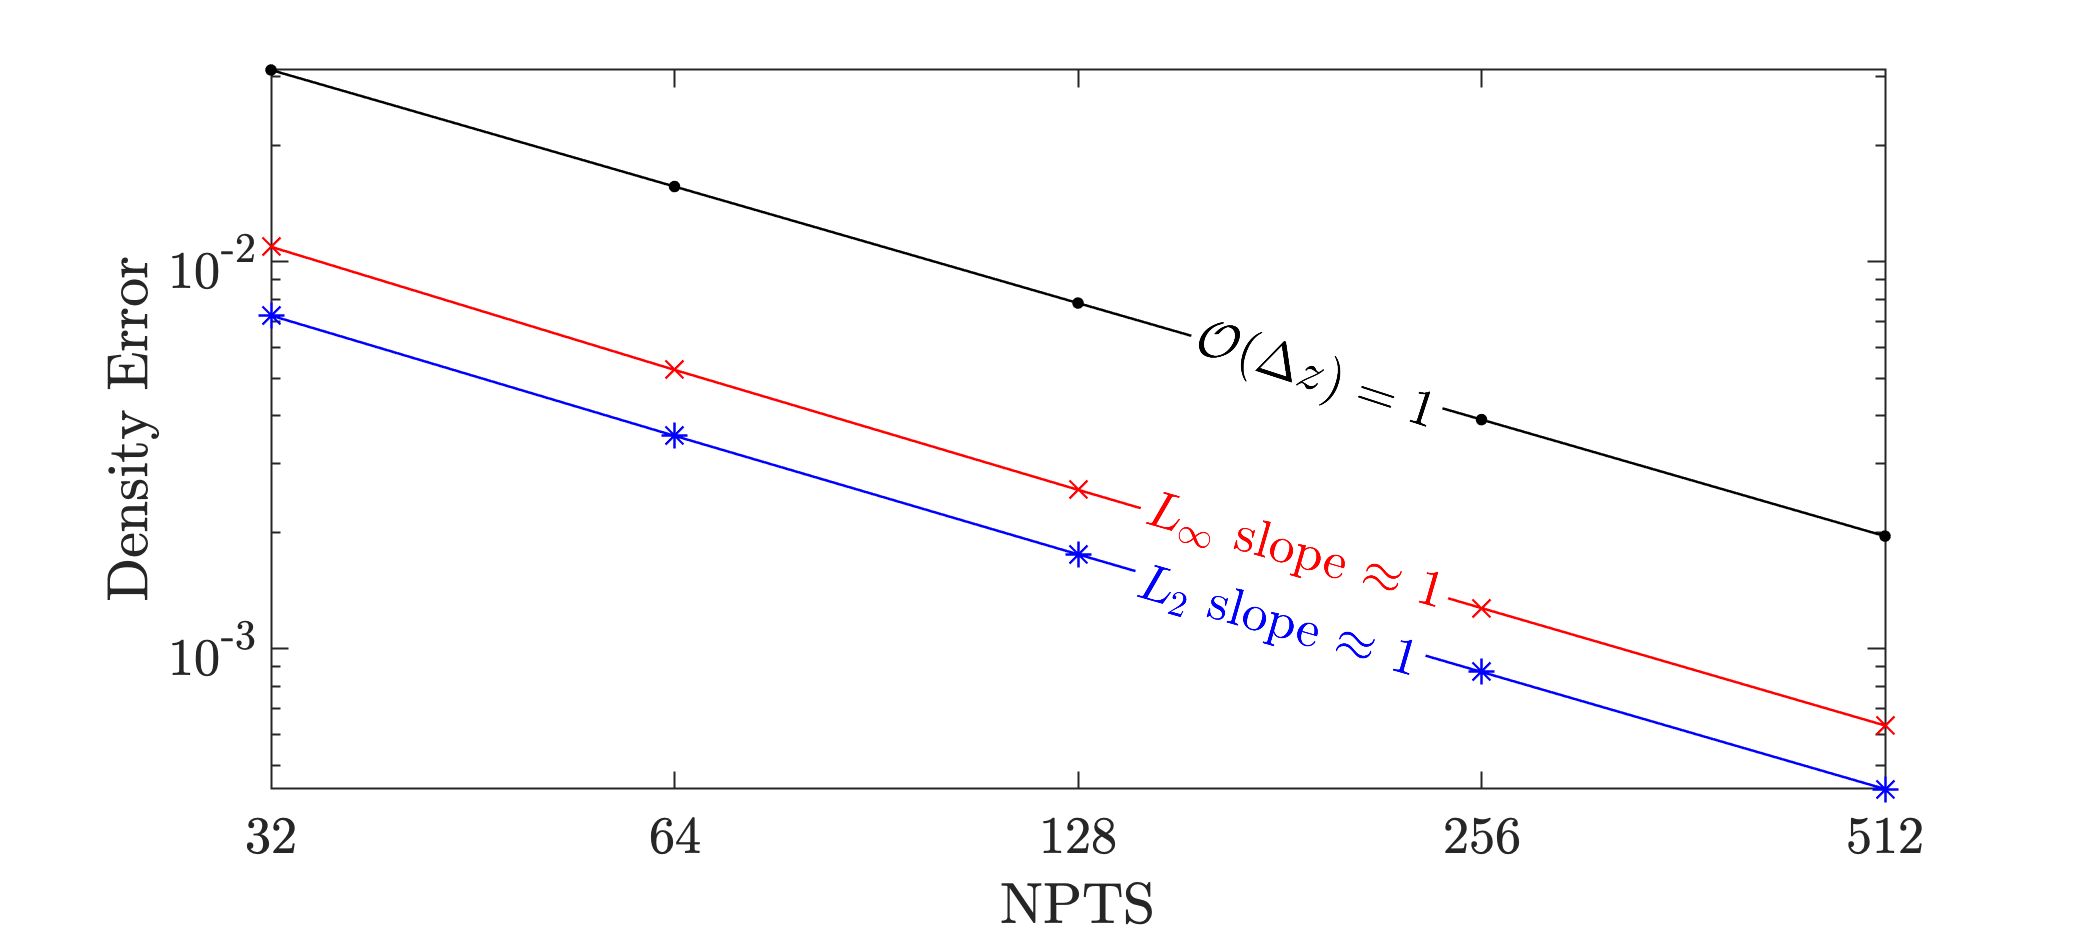 10^-2
10^-3
Density Error
𝒪(Δz) = 1
L∞ slope ≈ 1
L₂ slope ≈ 1
32 64 128 256 512
NPTS